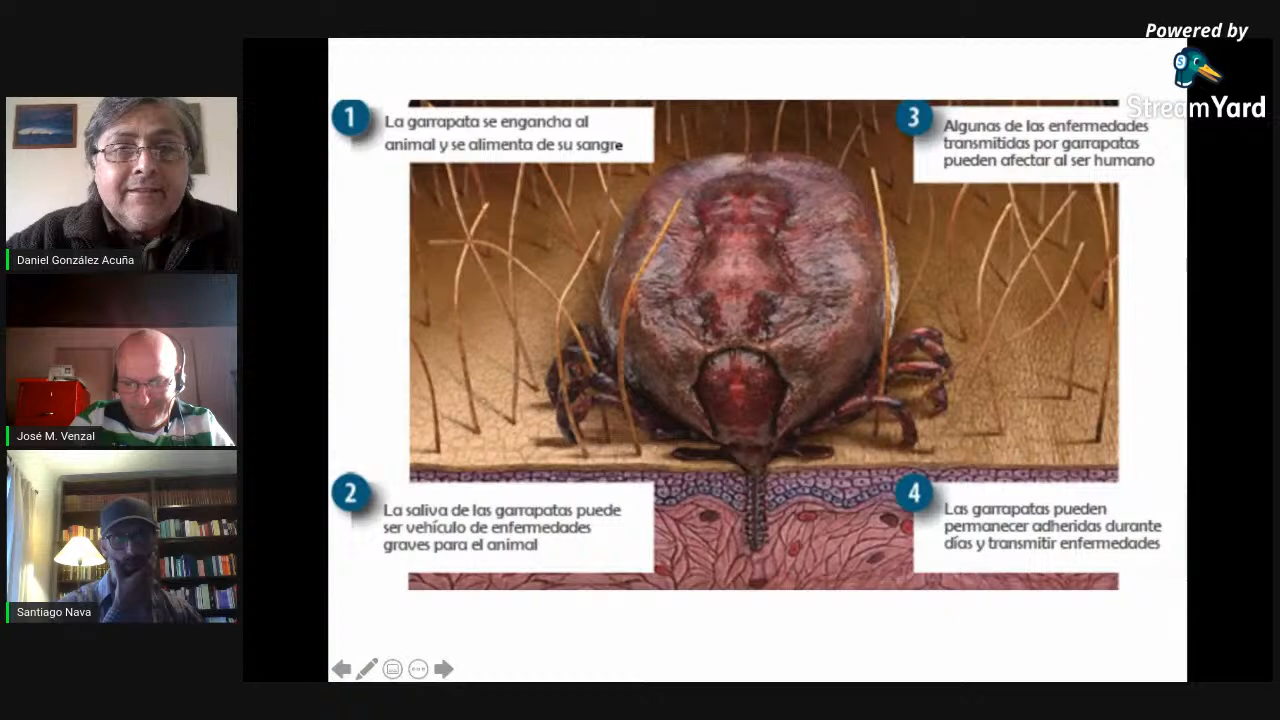 Powered by
StreamYard
Daniel González Acuña
José M. Venzal
Santiago Nava
1
La garrapata se engancha al
animal y se alimenta de su sangre
2
La saliva de las garrapatas puede
ser vehículo de enfermedades
graves para el animal
3
Algunas de las enfermedades
transmitidas por garrapatas
pueden afectar al ser humano
4
Las garrapatas pueden
permanecer adheridas durante
días y transmitir enfermedades